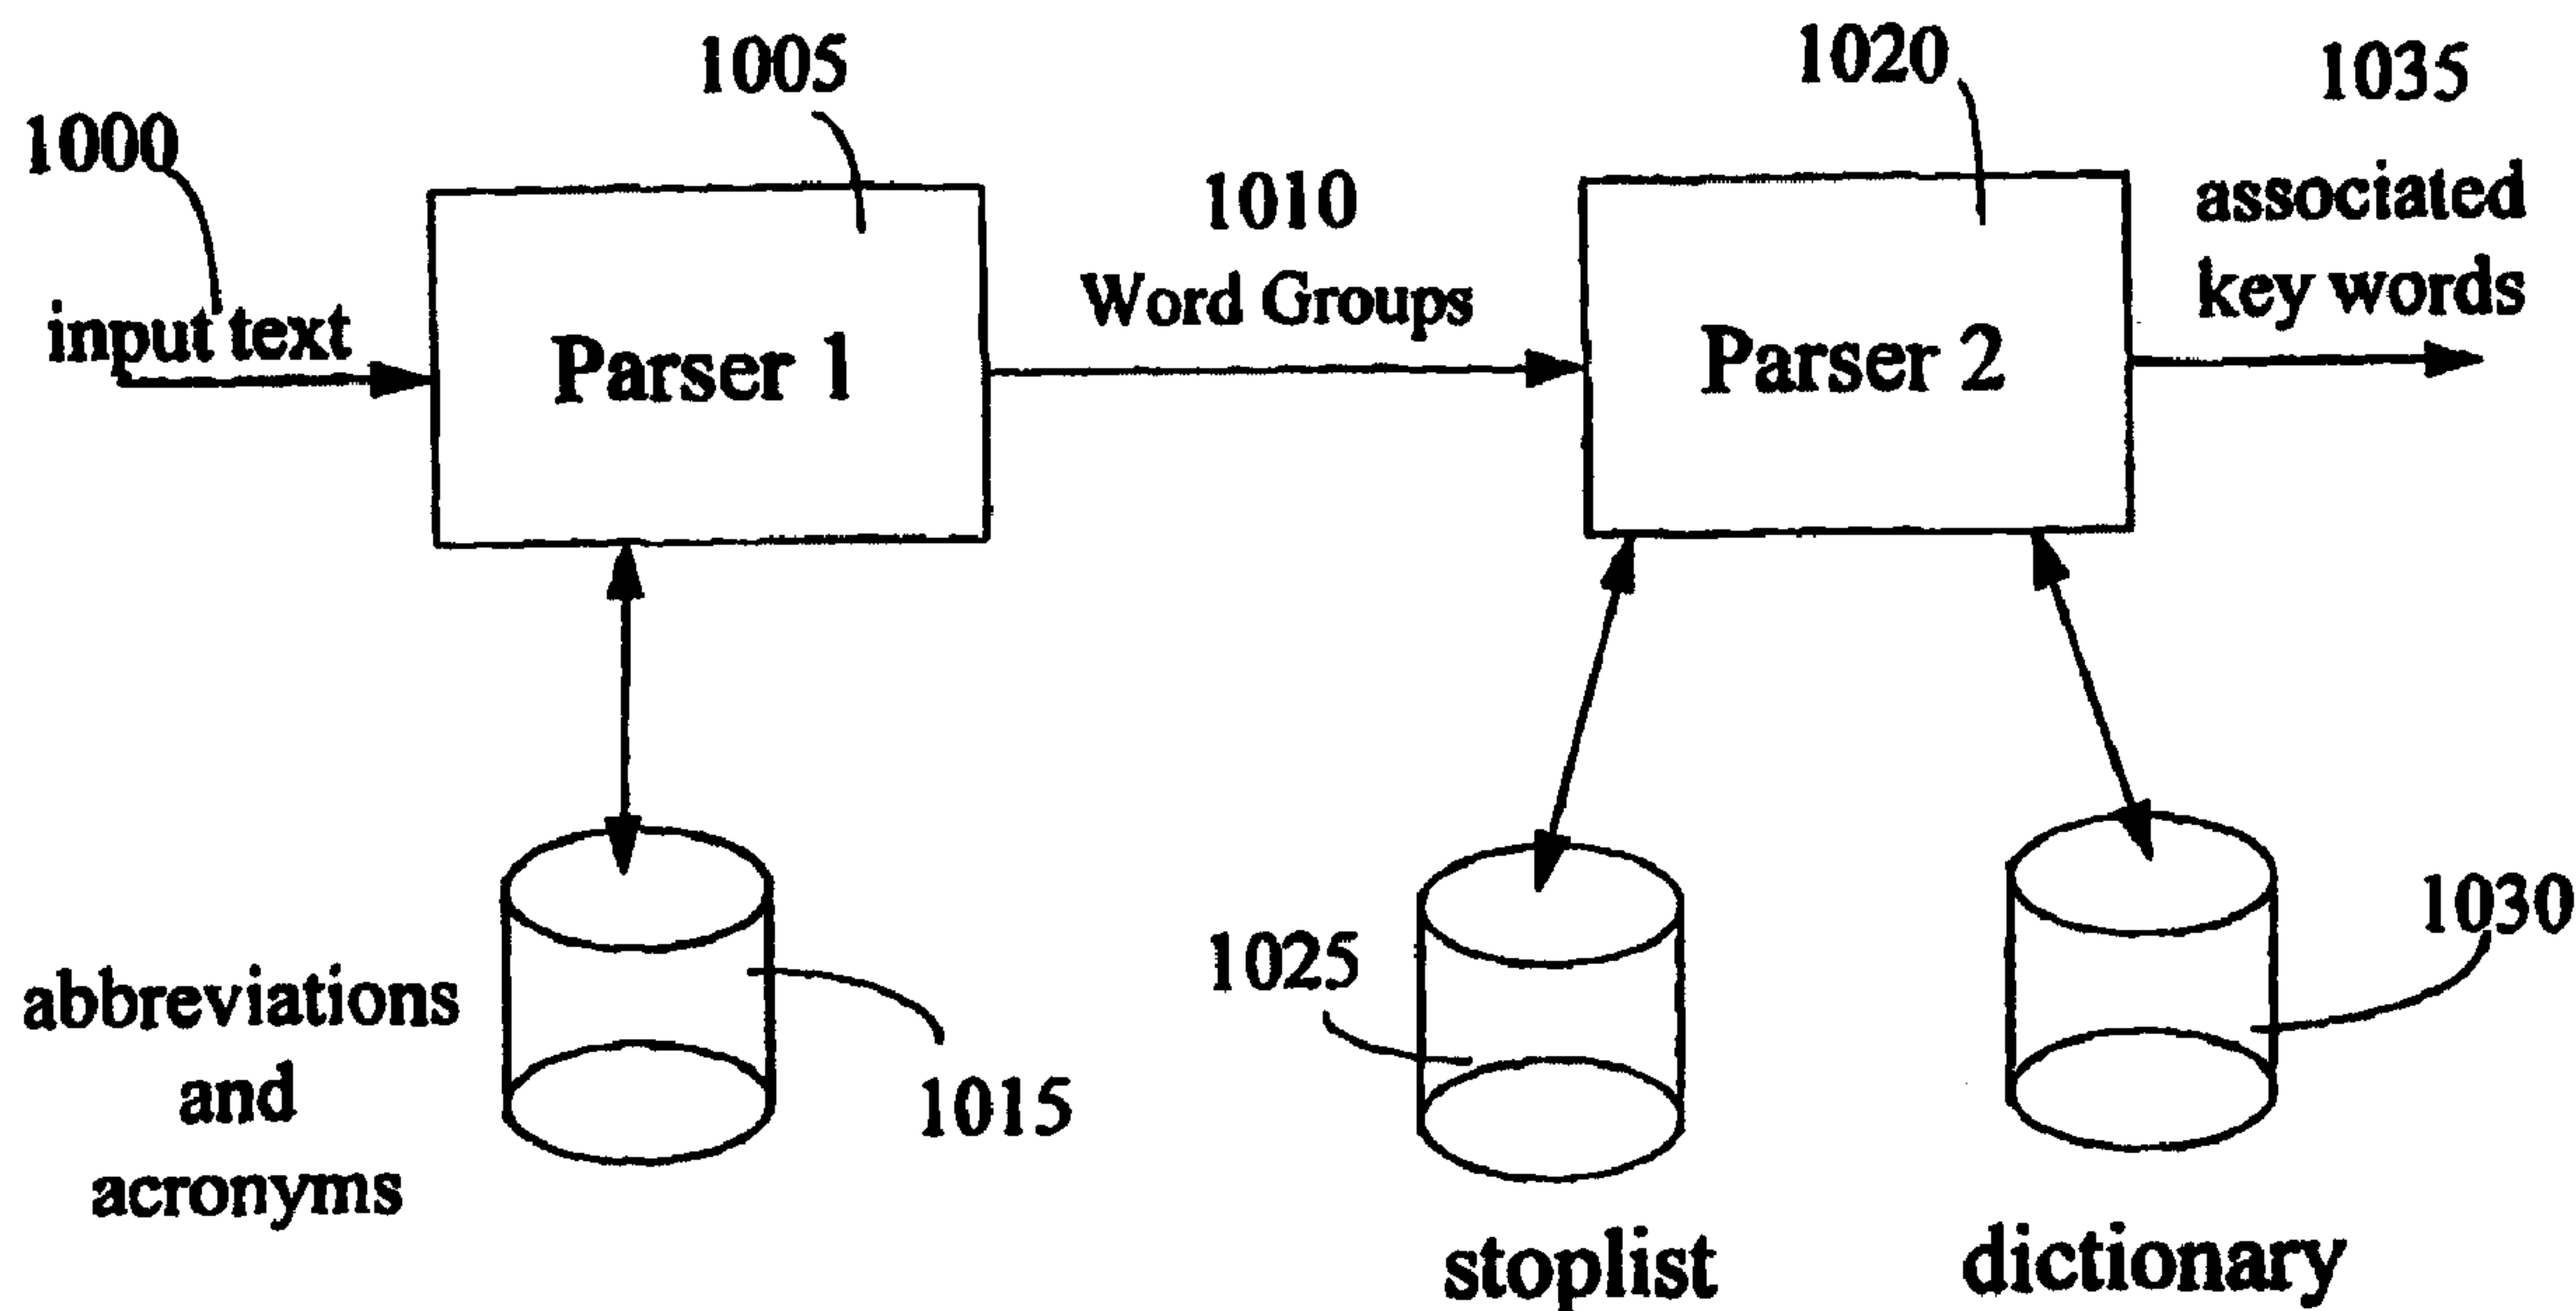 1005
1020
1035
1000
1010
associated
Word Groups
key words
input text
Parser 1
Parser 2
1025
1030
abbreviations
and
1015
acronyms
stoplist
dictionary